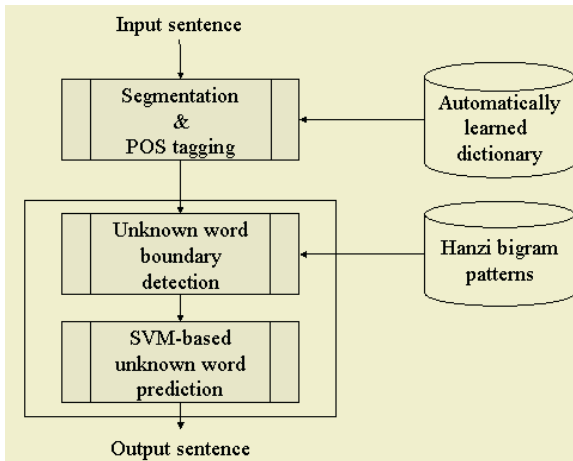 Input sentence
Segmentation
&
POS tagging
Automatically
learned
dictionary
Unknown word
boundary
detection
Hanzi bigram
patterns
SVM-based
unknown word
prediction
Output sentence